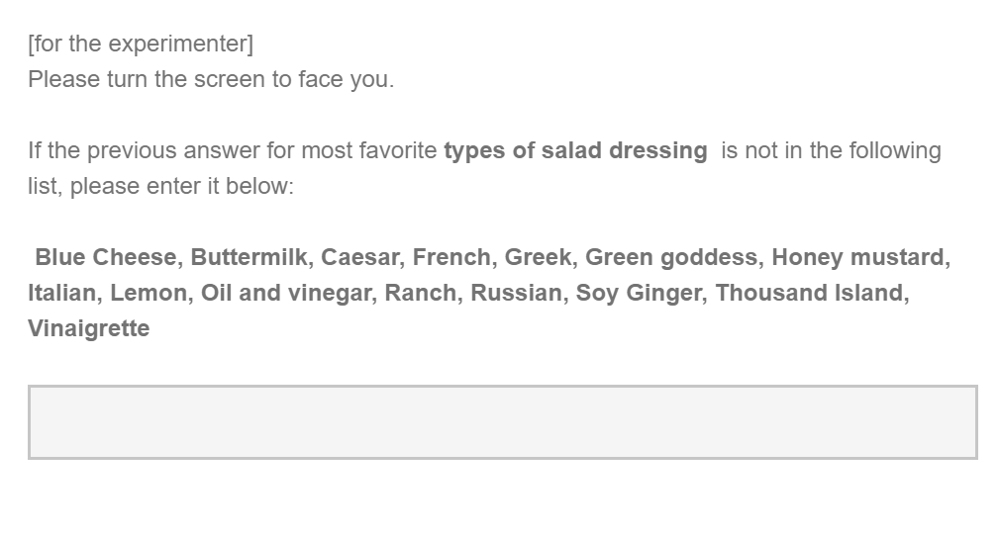 [for the experimenter]
Please turn the screen to face you.
If the previous answer for most favorite types of salad dressing  is not in the following
list, please enter it below:
Blue Cheese, Buttermilk, Caesar, French, Greek, Green goddess, Honey mustard,
Italian, Lemon, Oil and vinegar, Ranch, Russian, Soy Ginger, Thousand Island,
Vinaigrette